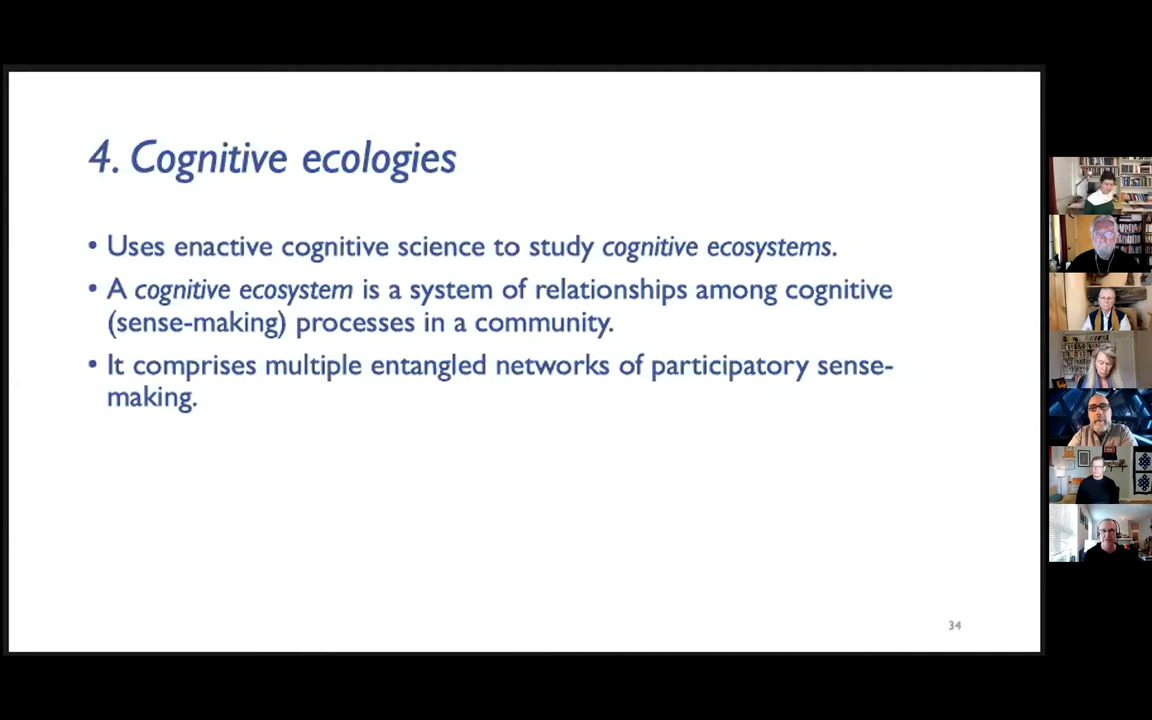 4. Cognitive ecologies
• Uses enactive cognitive science to study cognitive ecosystems.
• A cognitive ecosystem is a system of relationships among cognitive
(sense-making) processes in a community.
• It comprises multiple entangled networks of participatory sense-
making.
34